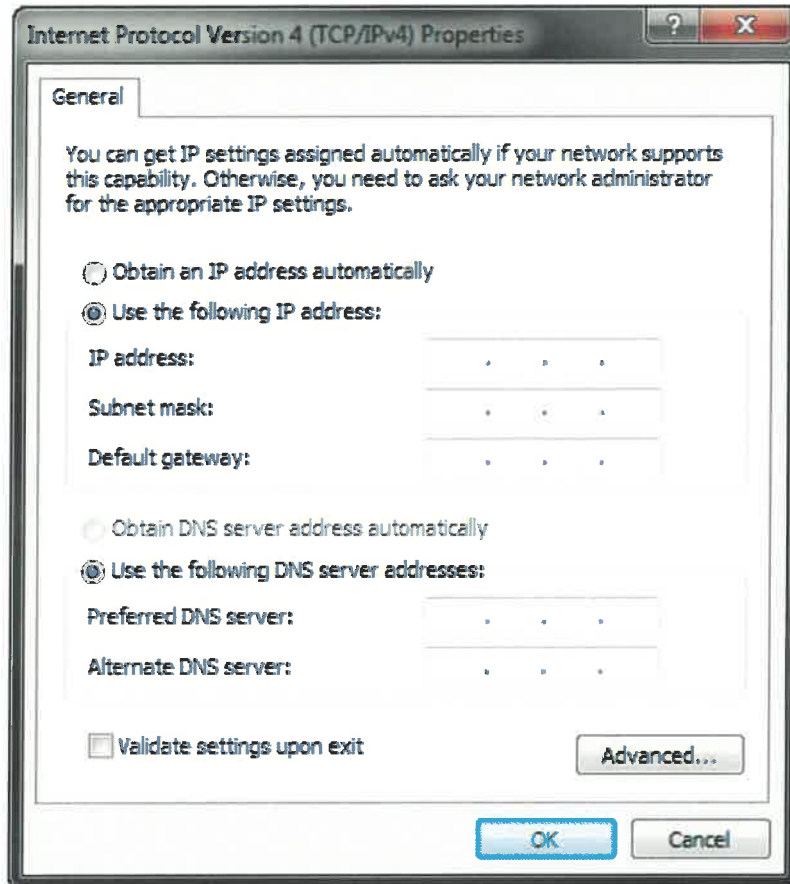 Internet Protocol Version 4 (TCP/IPv4) Properties
?
X
General
You can get IP settings assigned automatically if your network supports
this capability. Otherwise, you need to ask your network administrator
for the appropriate IP settings.
Obtain an IP address automatically
Use the following IP address:
IP address: . . .
Subnet mask: . . .
Default gateway: . . .
Obtain DNS server address automatically
Use the following DNS server addresses:
Preferred DNS server: . . .
Alternate DNS server: . . .
Validate settings upon exit
Advanced...
OK
Cancel